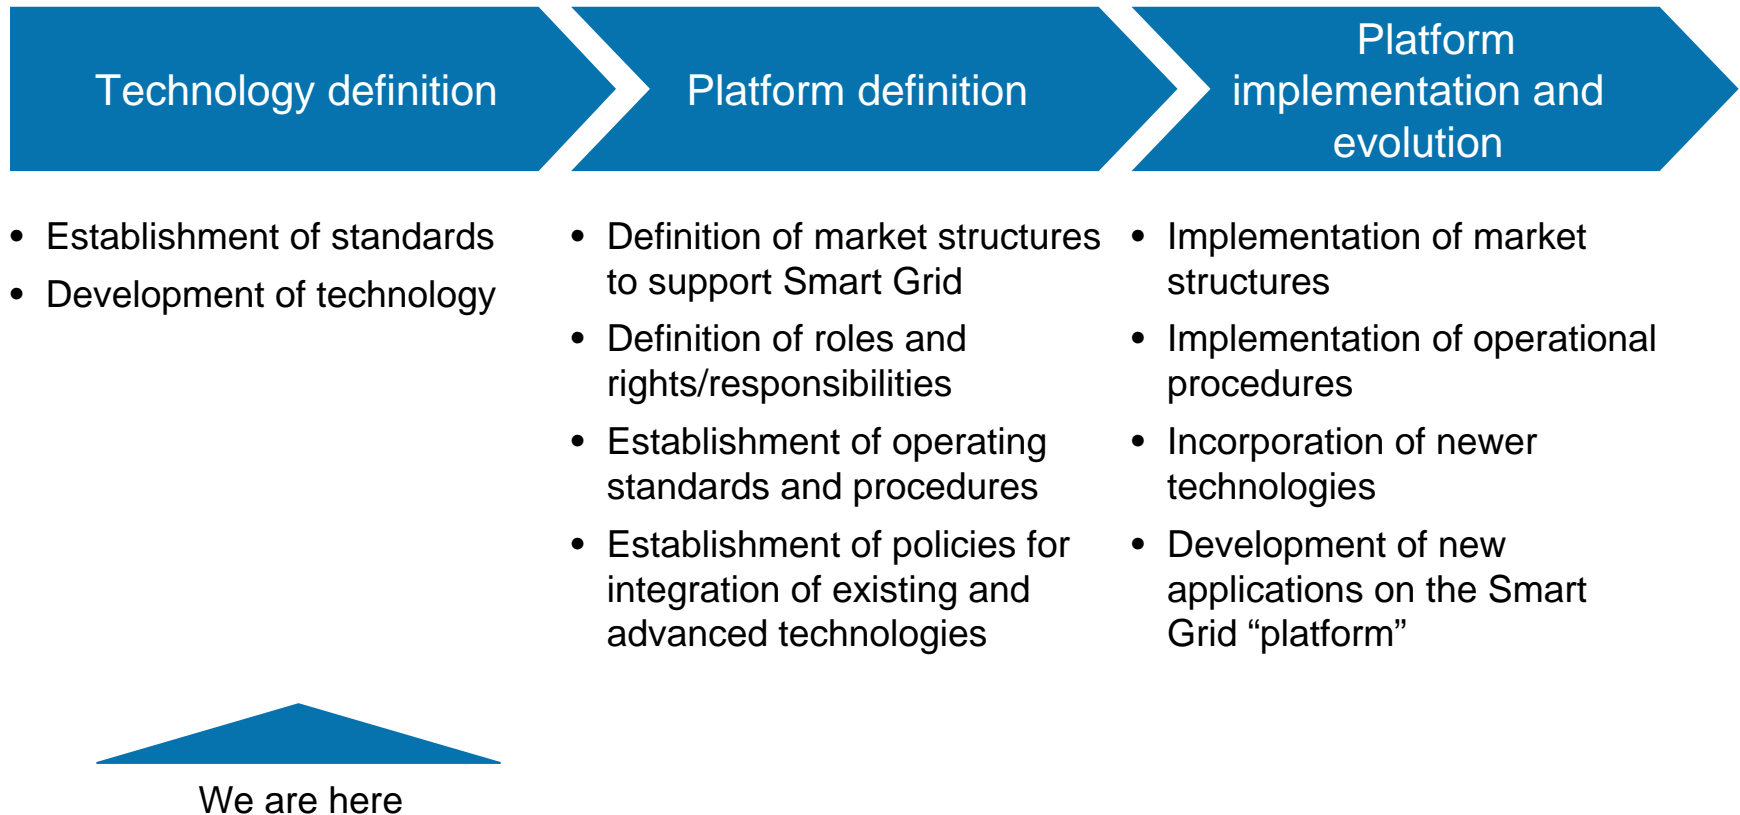 Technology definition
Platform definition
Platform
implementation and
evolution
• Establishment of standards
• Development of technology
• Definition of market structures
to support Smart Grid
• Definition of roles and
rights/responsibilities
• Establishment of operating
standards and procedures
• Establishment of policies for
integration of existing and
advanced technologies
• Implementation of market
structures
• Implementation of operational
procedures
• Incorporation of newer
technologies
• Development of new
applications on the Smart
Grid “platform”
We are here